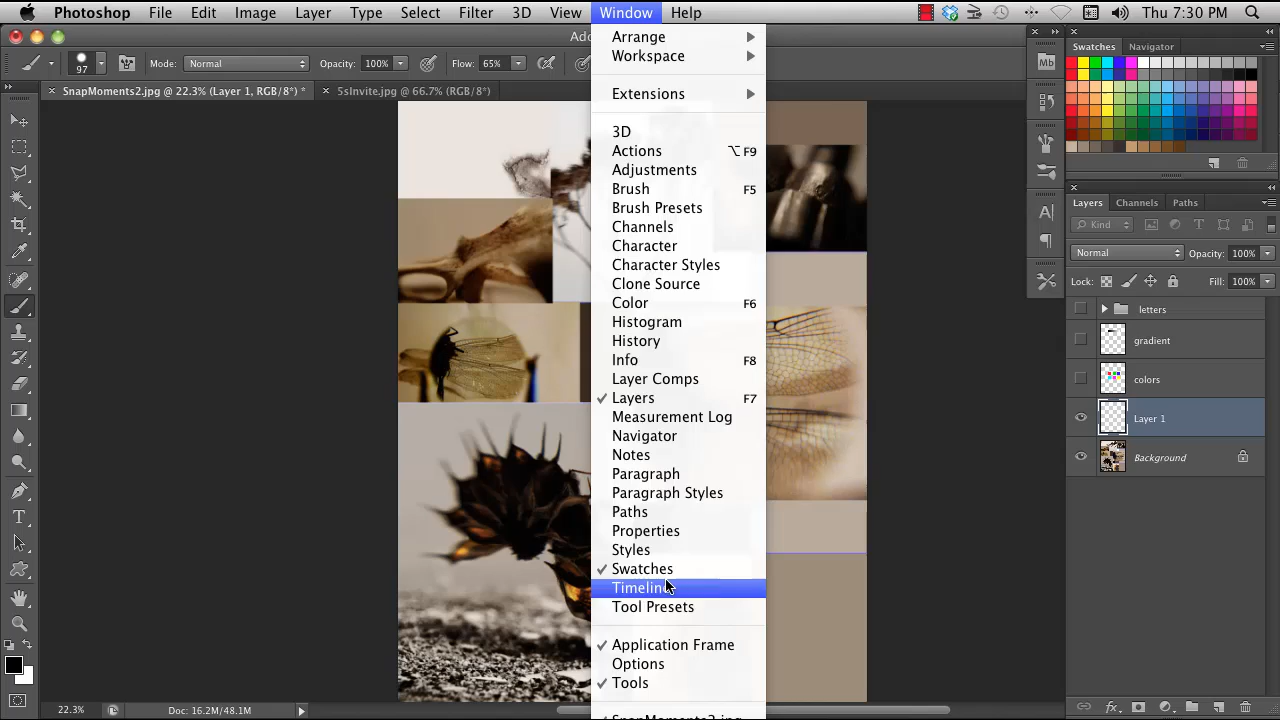 Photoshop File Edit Image Layer Type Select Filter 3D View Window Help Thu 7:30 PM
97 Mode: Normal Opacity: 100% Flow: 65%
SnapMoments2.jpg @ 22.3% (Layer 1, RGB/8*) * 5sInvite.jpg @ 66.7% (RGB/8*)
Arrange
Workspace
Extensions
3D
Actions ⌥F9
Adjustments
Brush F5
Brush Presets
Channels
Character
Character Styles
Clone Source
Color F6
Histogram
History
Info F8
Layer Comps
Layers F7
Measurement Log
Navigator
Notes
Paragraph
Paragraph Styles
Paths
Properties
Styles
Swatches
Timeline
Tool Presets
Application Frame
Options
Tools
SnapMoments2.jpg
Mb
A
Swatches Navigator
Layers Channels Paths
Kind
Normal Opacity: 100%
Lock: Fill: 100%
letters
gradient
colors
Layer 1
Background
T
22.3% Doc: 16.2M/48.1M
fx